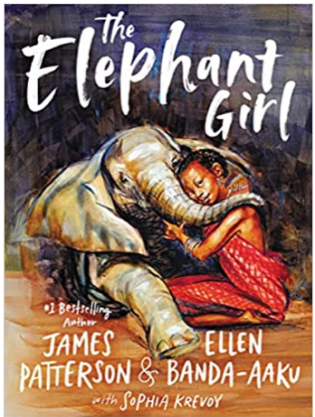 The
Elephant
Girl
#1 Bestselling
Author
JAMES
PATTERSON
&
ELLEN
BANDA-AAKU
with SOPHIA KREVOY